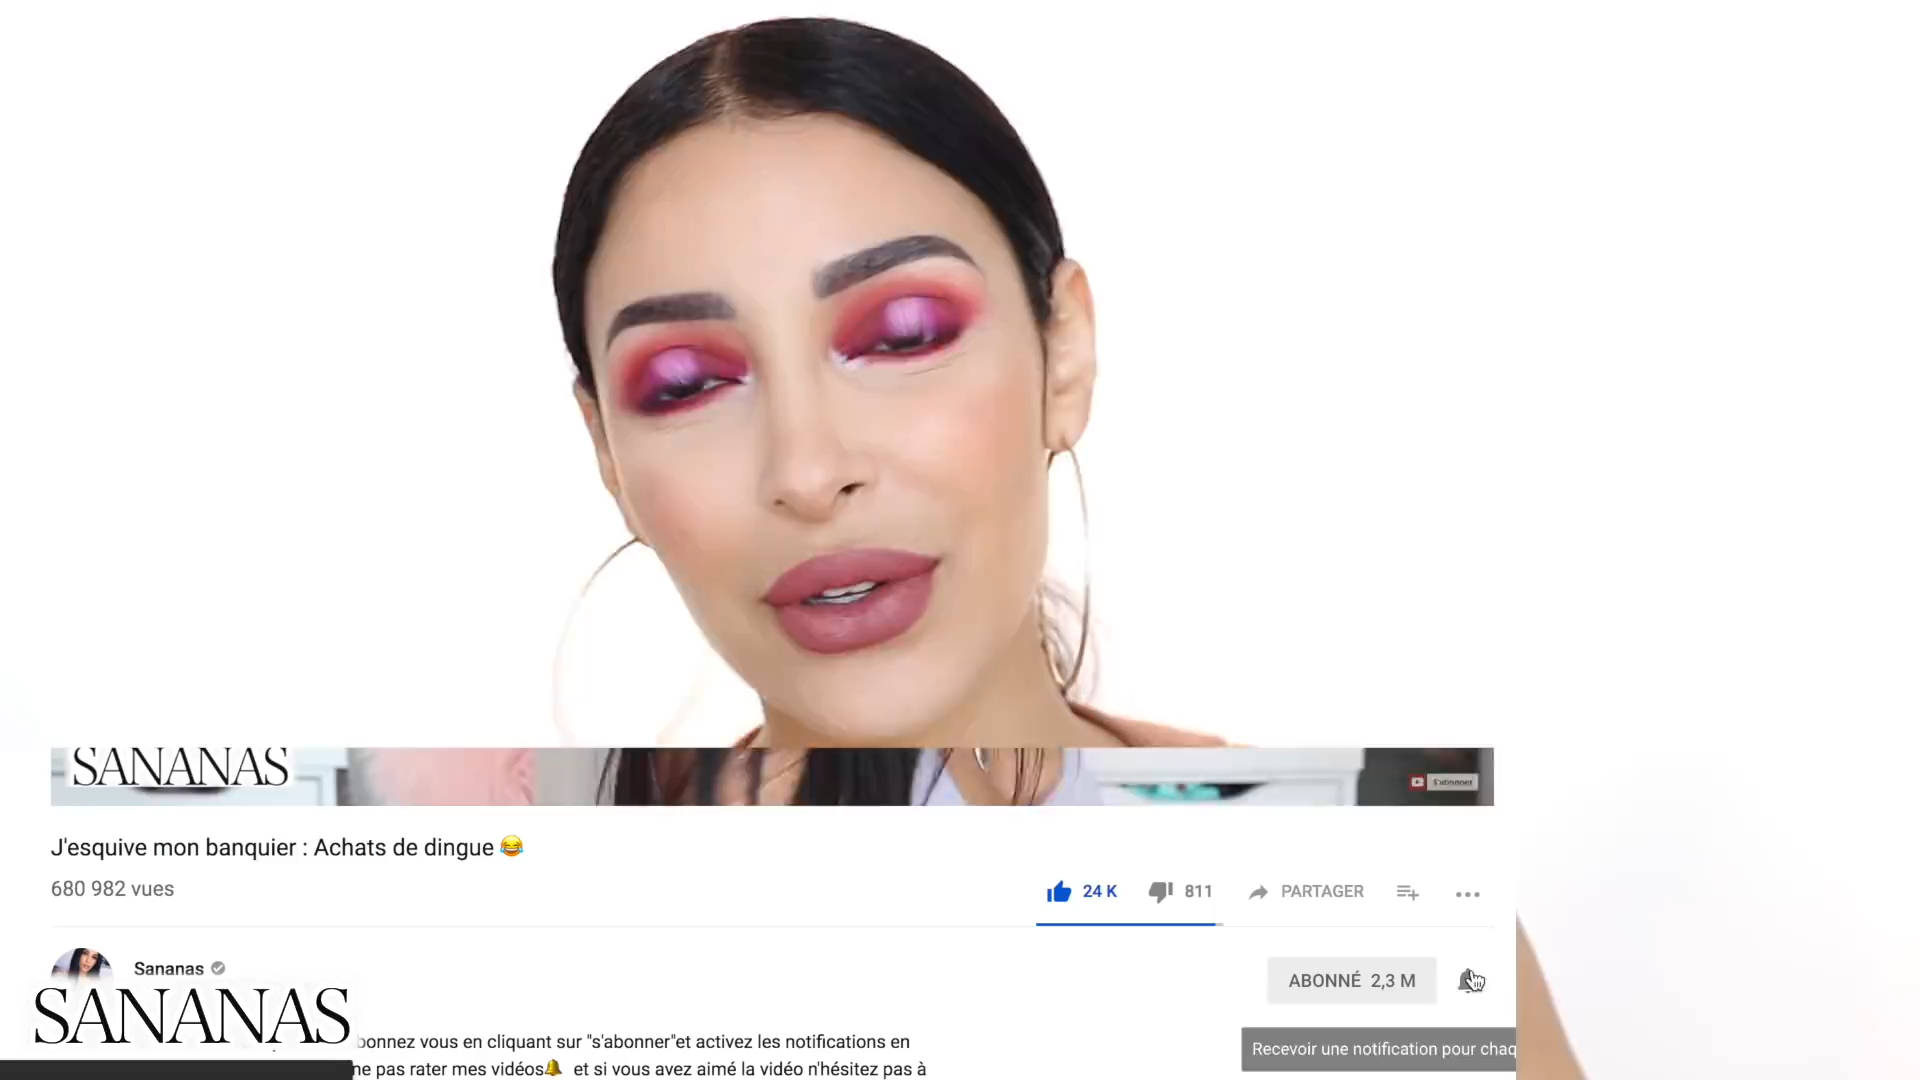 SANANAS
S'abonner
J'esquive mon banquier : Achats de dingue 😂
680 982 vues
24 K
811
PARTAGER
Sananas
ABONNÉ 2,3 M
SANANAS
bonnez vous en cliquant sur "s'abonner"et activez les notifications en
Recevoir une notification pour chaq
ne pas rater mes vidéos🔔 et si vous avez aimé la vidéo n'hésitez pas à